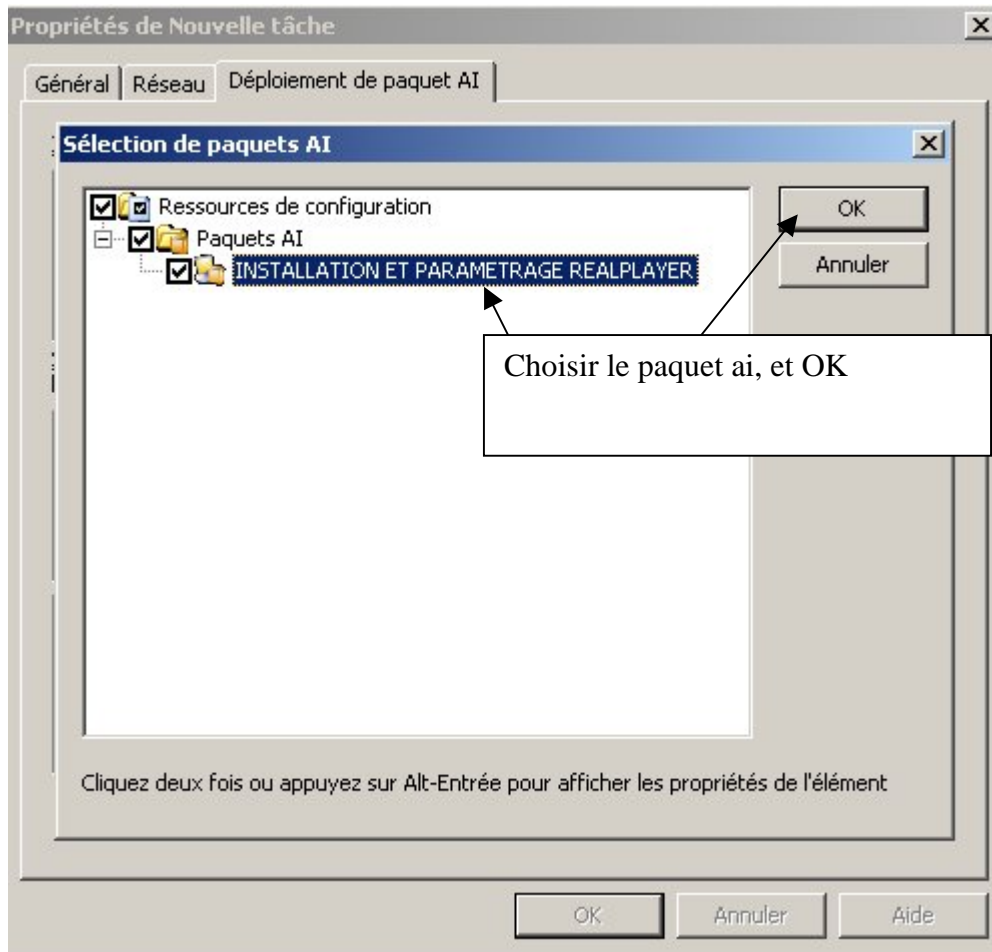 Propriétés de Nouvelle tâche
Général Réseau Déploiement de paquet AI
Sélection de paquets AI
Ressources de configuration
OK
Paquets AI
Annuler
INSTALLATION ET PARAMETRAGE REALPLAYER
Choisir le paquet ai, et OK
Cliquez deux fois ou appuyez sur Alt-Entrée pour afficher les propriétés de l'élément
OK Annuler Aide